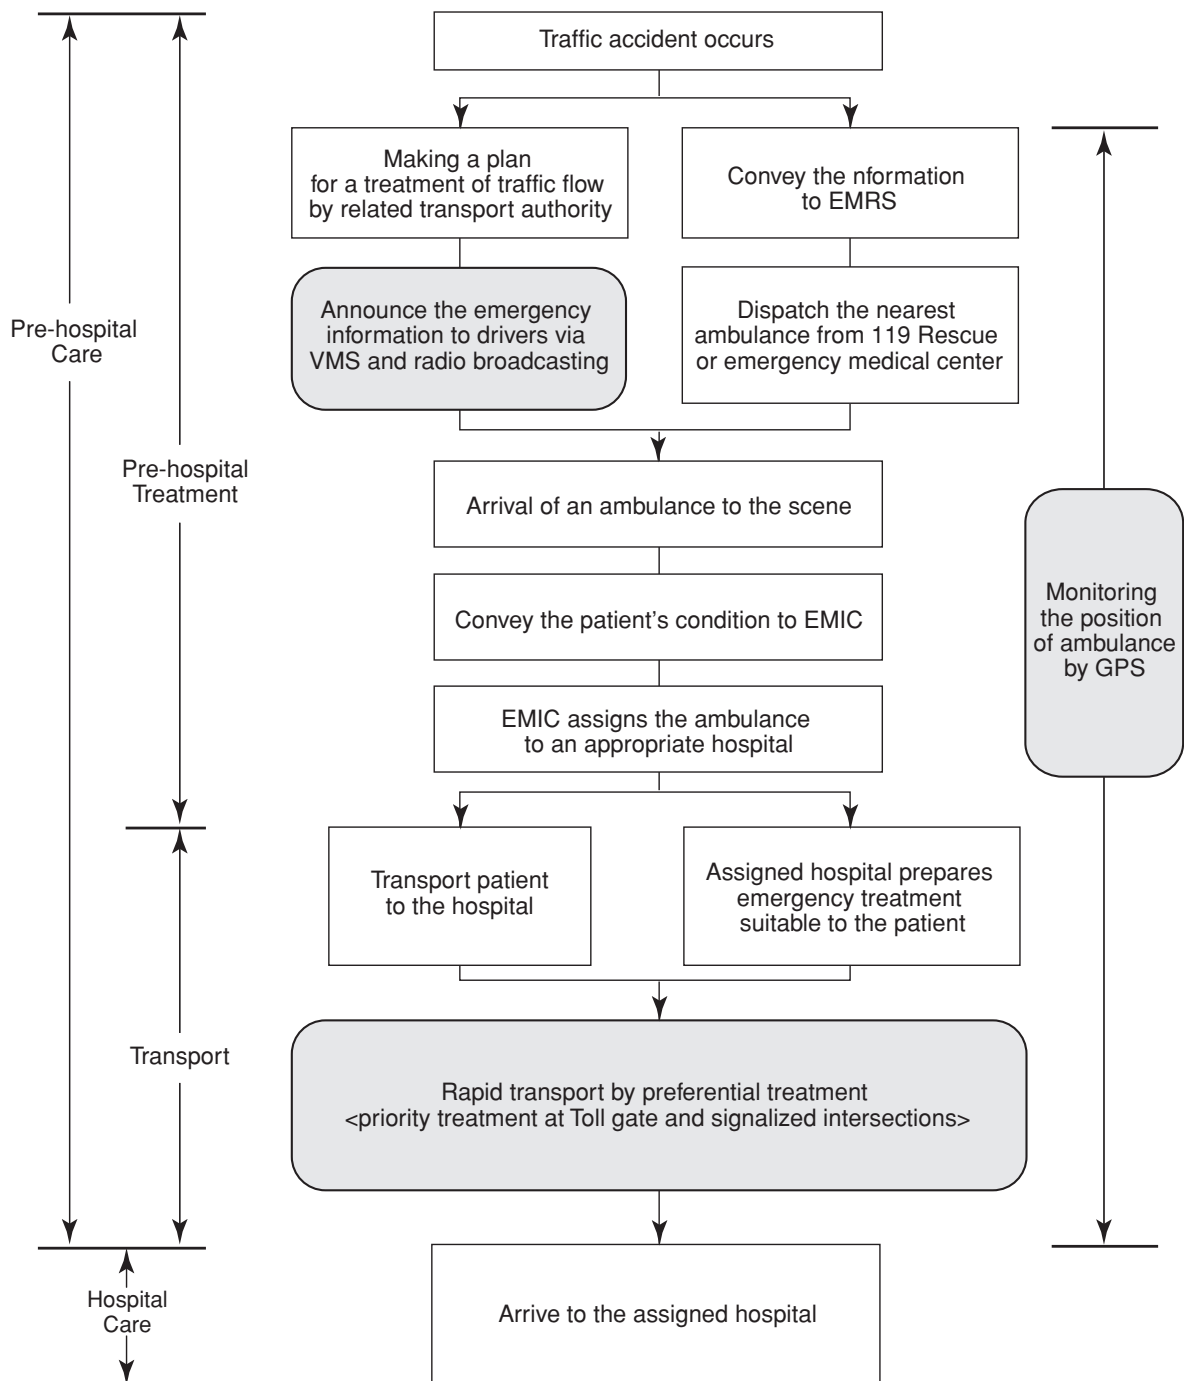 Traffic accident occurs
Making a plan
for a treatment of traffic flow
by related transport authority
Convey the nformation
to EMRS
Announce the emergency
information to drivers via
VMS and radio broadcasting
Dispatch the nearest
ambulance from 119 Rescue
or emergency medical center
Pre-hospital
Care
Pre-hospital
Treatment
Arrival of an ambulance to the scene
Convey the patient’s condition to EMIC
Monitoring
the position
of ambulance
by GPS
EMIC assigns the ambulance
to an appropriate hospital
Transport patient
to the hospital
Assigned hospital prepares
emergency treatment
suitable to the patient
Transport
Rapid transport by preferential treatment
<priority treatment at Toll gate and signalized intersections>
Hospital
Care
Arrive to the assigned hospital